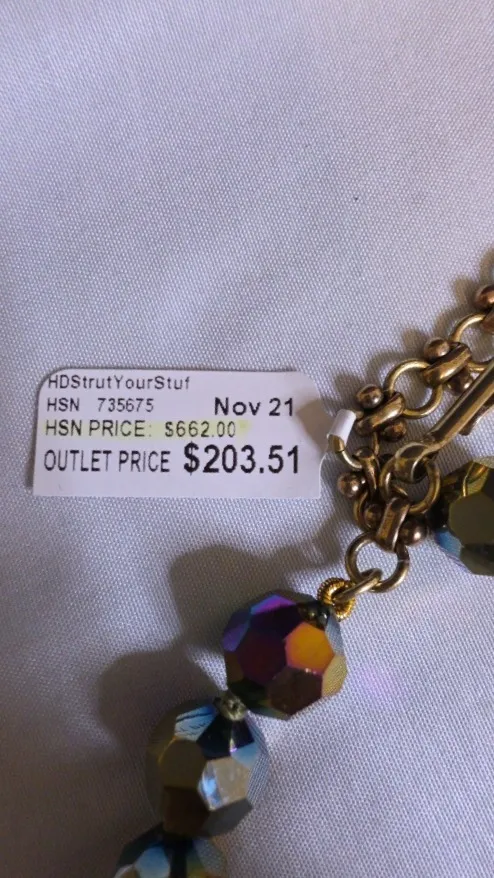 HDStrutYourStuf
HSN 735675 Nov 21
HSN PRICE: $662.00
OUTLET PRICE $203.51